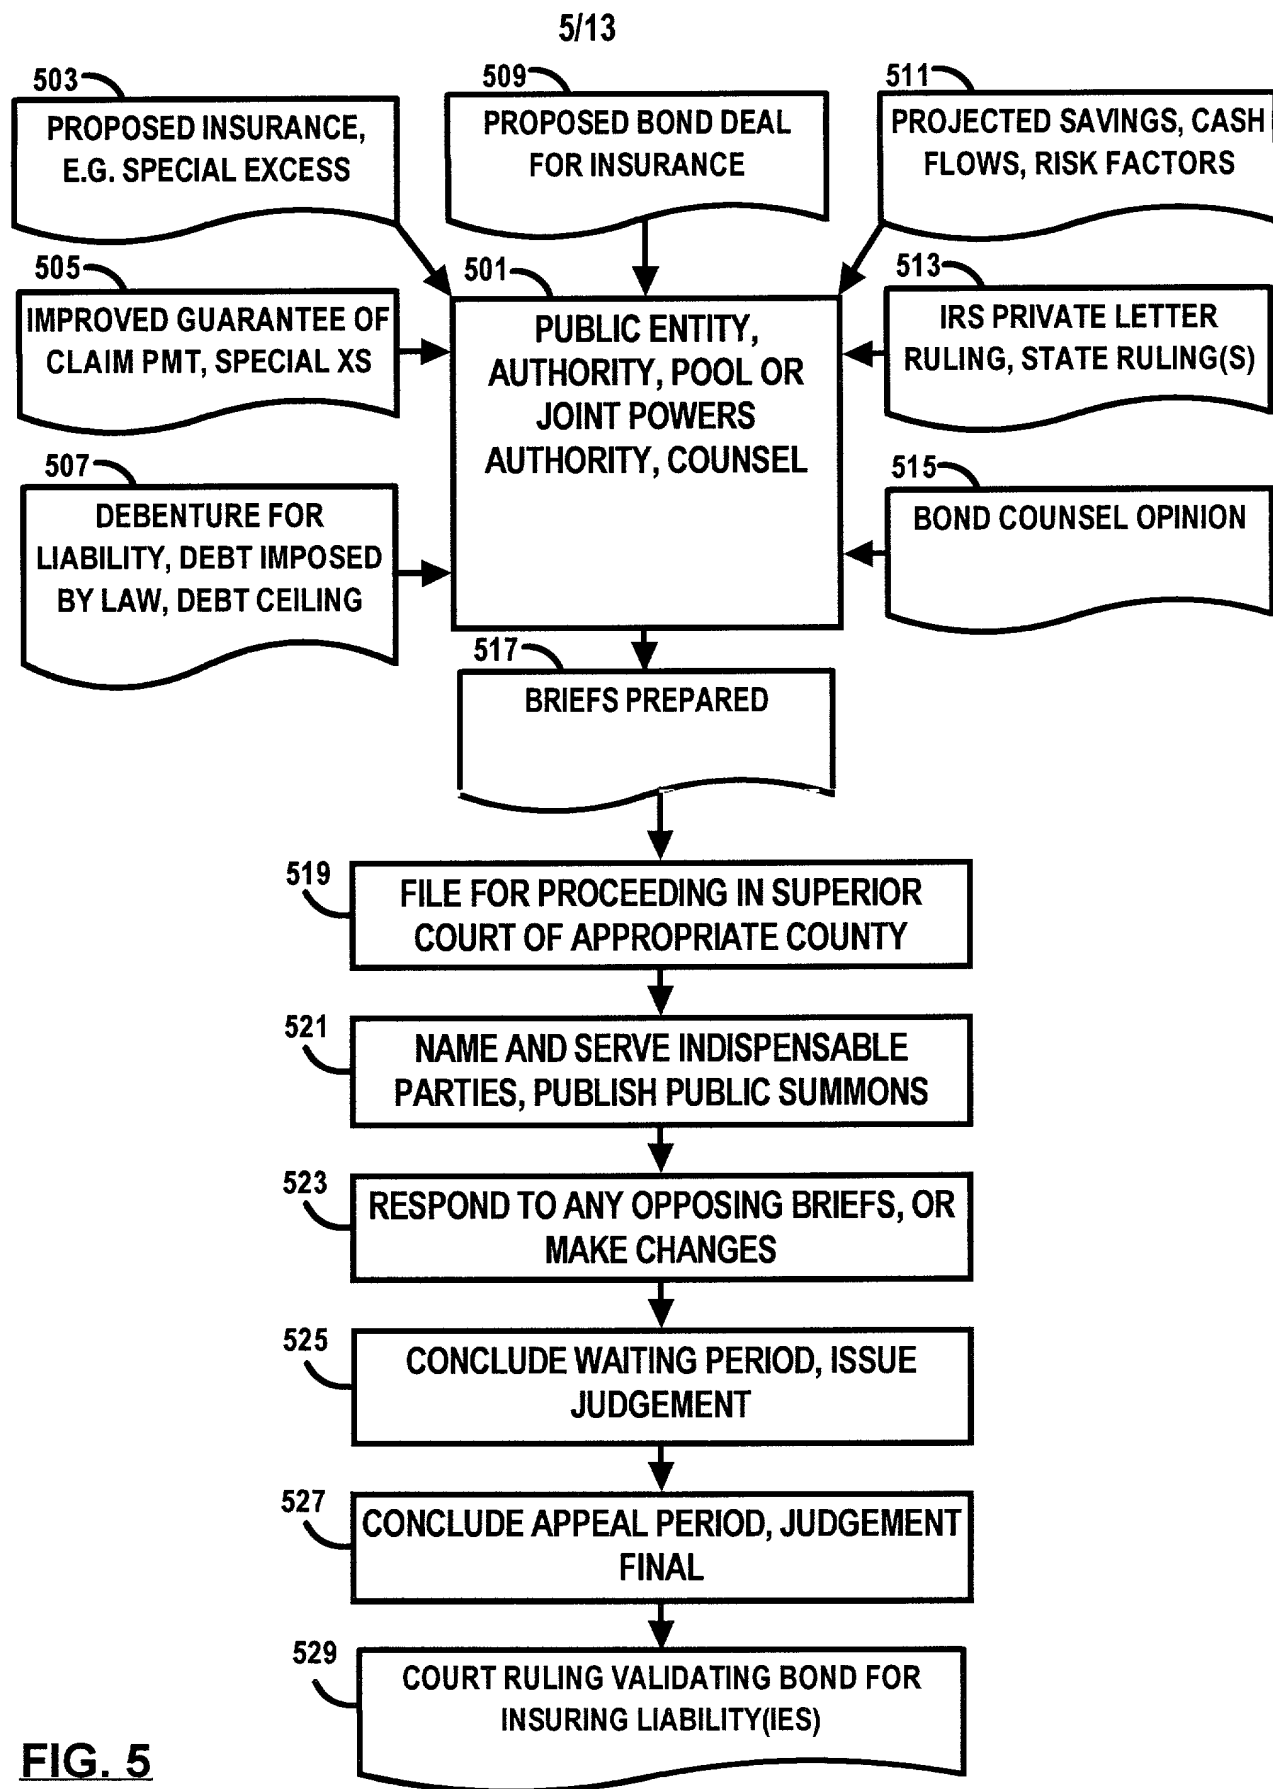 5/13
503
PROPOSED INSURANCE,
E.G. SPECIAL EXCESS
509
PROPOSED BOND DEAL
FOR INSURANCE
511
PROJECTED SAVINGS, CASH
FLOWS, RISK FACTORS
505
IMPROVED GUARANTEE OF
CLAIM PMT, SPECIAL XS
501
PUBLIC ENTITY,
AUTHORITY, POOL OR
JOINT POWERS
AUTHORITY, COUNSEL
513
IRS PRIVATE LETTER
RULING, STATE RULING(S)
507
DEBENTURE FOR
LIABILITY, DEBT IMPOSED
BY LAW, DEBT CEILING
515
BOND COUNSEL OPINION
517
BRIEFS PREPARED
519
FILE FOR PROCEEDING IN SUPERIOR
COURT OF APPROPRIATE COUNTY
521
NAME AND SERVE INDISPENSABLE
PARTIES, PUBLISH PUBLIC SUMMONS
523
RESPOND TO ANY OPPOSING BRIEFS, OR
MAKE CHANGES
525
CONCLUDE WAITING PERIOD, ISSUE
JUDGEMENT
527
CONCLUDE APPEAL PERIOD, JUDGEMENT
FINAL
529
COURT RULING VALIDATING BOND FOR
INSURING LIABILITY(IES)
FIG. 5